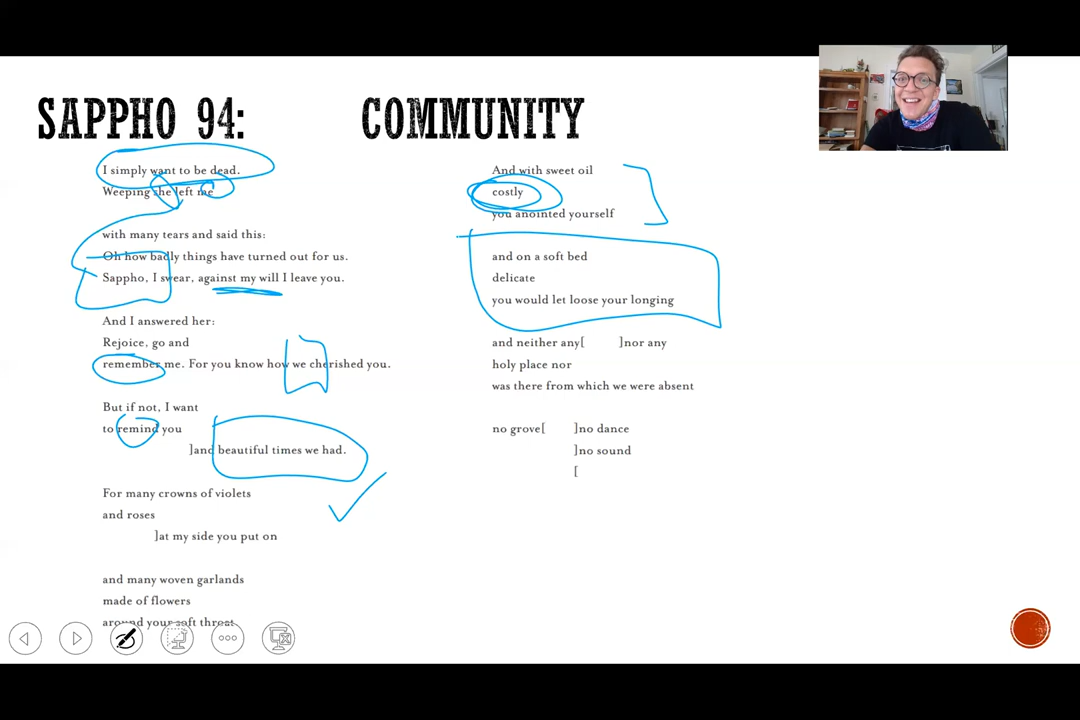 SAPPHO 94: COMMUNITY
I simply want to be dead.
Weeping she left me
with many tears and said this:
Oh how badly things have turned out for us.
Sappho, I swear, against my will I leave you.
And I answered her:
Rejoice, go and
remember me. For you know how we cherished you.
But if not, I want
to remind you
]and beautiful times we had.
For many crowns of violets
and roses
]at my side you put on
and many woven garlands
made of flowers
around your soft throat.
And with sweet oil
costly
you anointed yourself
and on a soft bed
delicate
you would let loose your longing
and neither any[ ]nor any
holy place nor
was there from which we were absent
no grove[ ]no dance
]no sound
[